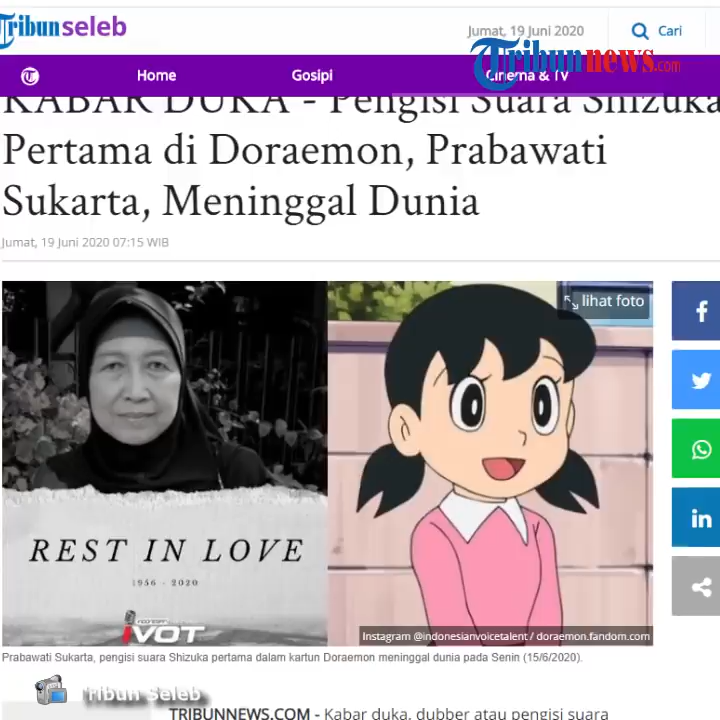 Tribunseleb
Jumat, 19 Juni 2020
Cari
Tribunnews.com
Home
Gosipi
Cinema & TV
KABAR DUKA - Pengisi Suara Shizuka
Pertama di Doraemon, Prabawati
Sukarta, Meninggal Dunia
Jumat, 19 Juni 2020 07:15 WIB
lihat foto
REST IN LOVE
1956 - 2020
INDONESIAN
iVOT
Instagram @indonesianvoicetalent / doraemon.fandom.com
Prabawati Sukarta, pengisi suara Shizuka pertama dalam kartun Doraemon meninggal dunia pada Senin (15/6/2020).
Tribun Seleb
TRIBUNNEWS.COM - Kabar duka, dubber atau pengisi suara